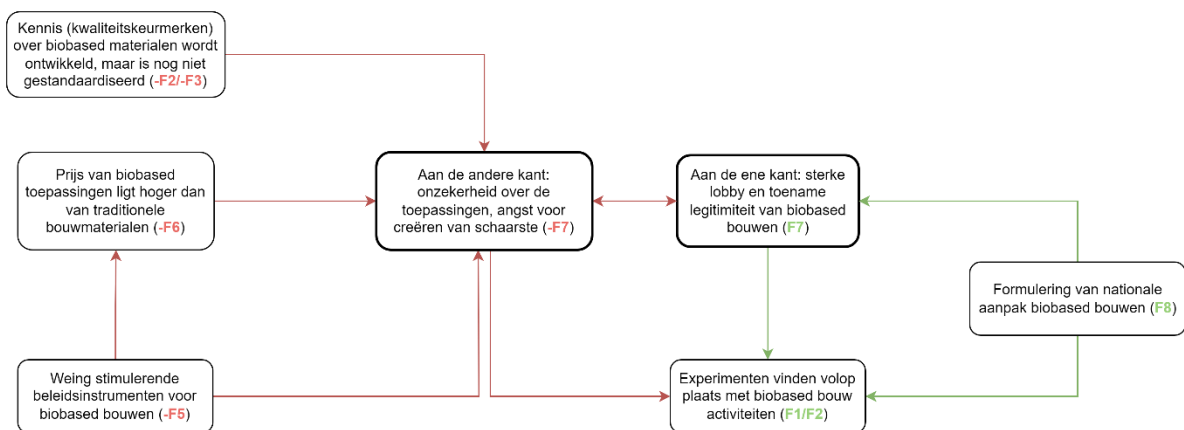 Kennis (kwaliteitskeurmerken)
over biobased materialen wordt
ontwikkeld, maar is nog niet
gestandaardiseerd (-F2/-F3)
Prijs van biobased
toepassingen ligt hoger dan
van traditionele
bouwmaterialen (-F6)
Aan de andere kant:
onzekerheid over de
toepassingen, angst voor
creëren van schaarste (-F7)
Aan de ene kant: sterke
lobby en toename
legitimiteit van biobased
bouwen (F7)
Formulering van nationale
aanpak biobased bouwen (F8)
Weing stimulerende
beleidsinstrumenten voor
biobased bouwen (-F5)
Experimenten vinden volop
plaats met biobased bouw
activiteiten (F1/F2)